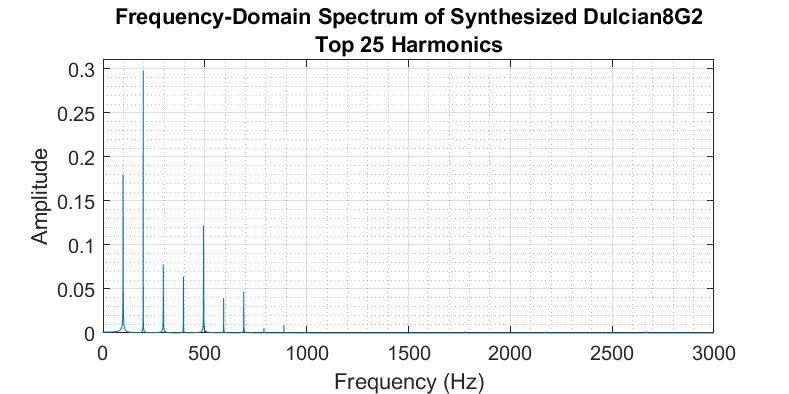 Frequency-Domain Spectrum of Synthesized Dulcian8G2
Top 25 Harmonics
0.3
0.25
0.2
0.15
0.1
0.05
0
Amplitude
0 500 1000 1500 2000 2500 3000
Frequency (Hz)